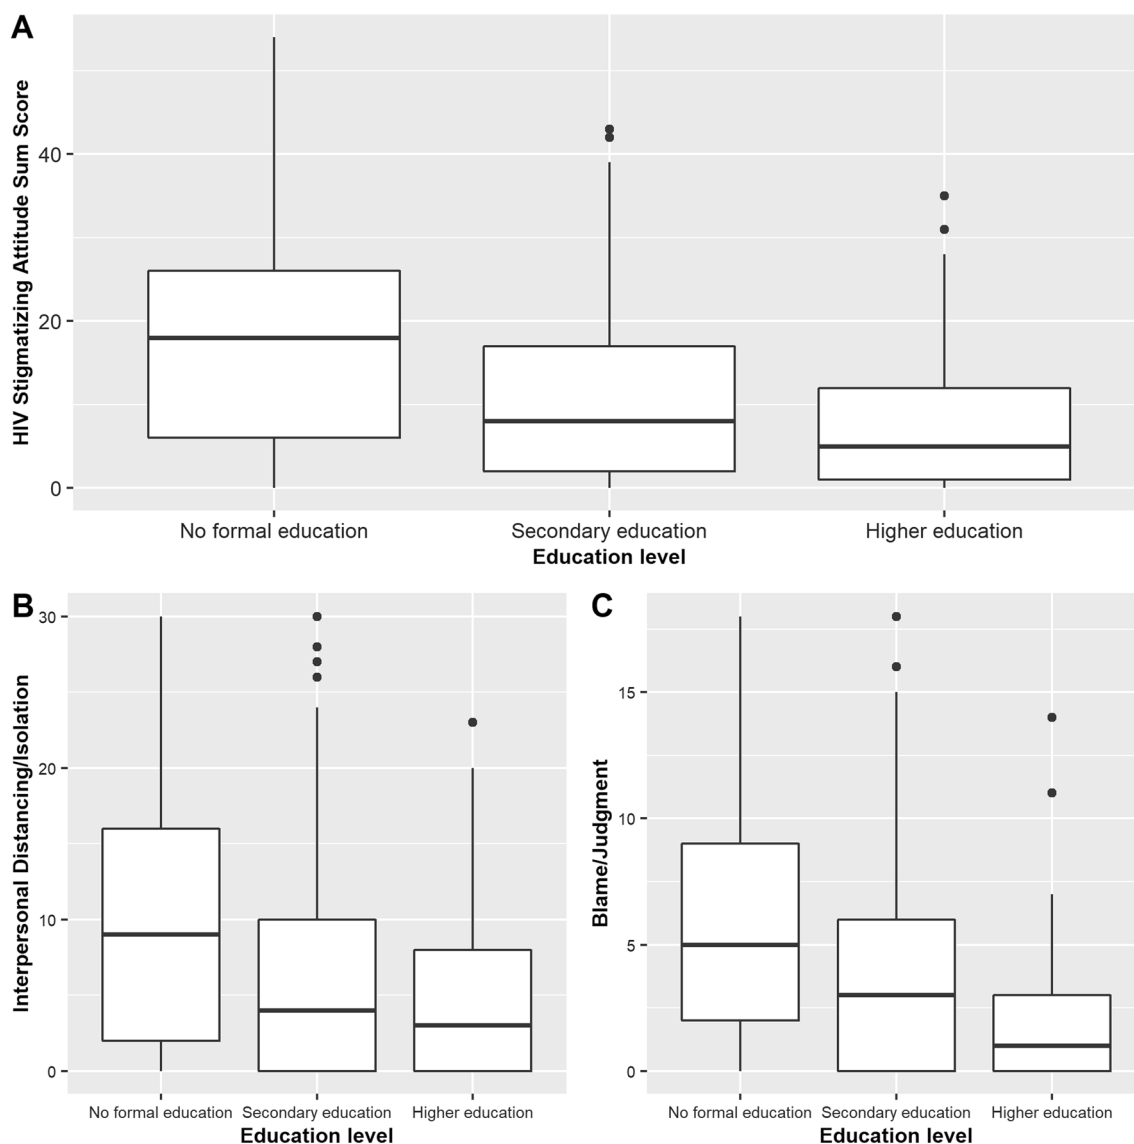 A
HIV Stigmatizing Attitude Sum Score
40
20
0
No formal education Secondary education Higher education
Education level
B
Interpersonal Distancing/Isolation
30
20
10
0
No formal education Secondary education Higher education
Education level
C
Blame/Judgment
15
10
5
0
No formal education Secondary education Higher education
Education level